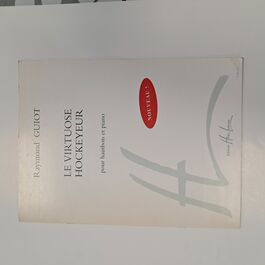 Raymond GUIOT
LE VIRTUOSE
HOCKEYEUR
pour hautbois et piano
NOUVEAU !